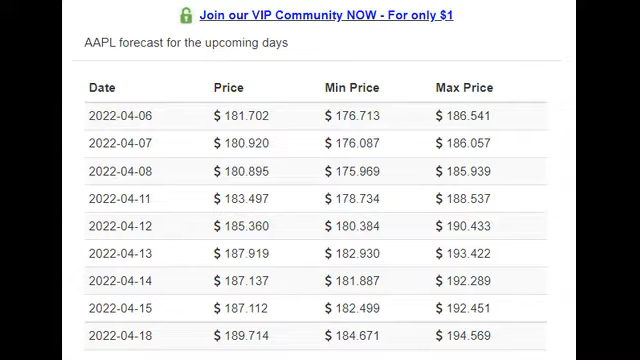 Join our VIP Community NOW - For only $1
AAPL forecast for the upcoming days
Date Price Min Price Max Price
2022-04-06 $ 181.702 $ 176.713 $ 186.541
2022-04-07 $ 180.920 $ 176.087 $ 186.057
2022-04-08 $ 180.895 $ 175.969 $ 185.939
2022-04-11 $ 183.497 $ 178.734 $ 188.537
2022-04-12 $ 185.360 $ 180.384 $ 190.433
2022-04-13 $ 187.919 $ 182.930 $ 193.422
2022-04-14 $ 187.137 $ 181.887 $ 192.289
2022-04-15 $ 187.112 $ 182.499 $ 192.451
2022-04-18 $ 189.714 $ 184.671 $ 194.569